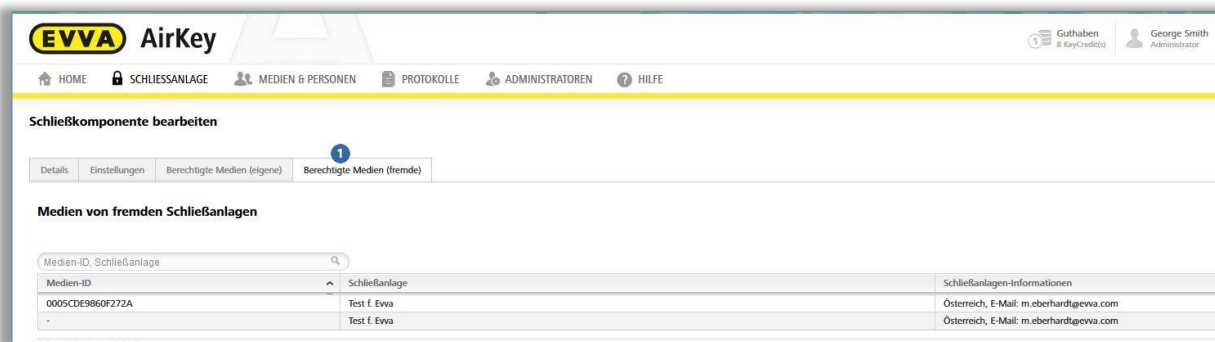 EVVA AirKey
Guthaben
8 KeyCredit(s)
George Smith
Administrator
HOME SCHLIESSANLAGE MEDIEN & PERSONEN PROTOKOLLE ADMINISTRATOREN ? HILFE
Schließkomponente bearbeiten
1
Details Einstellungen Berechtigte Medien (eigene) Berechtigte Medien (fremde)
Medien von fremden Schließanlagen
Medien-ID, Schließanlage
Medien-ID Schließanlage Schließanlagen-Informationen
0005CDE9860F272A Test f. Evva Österreich, E-Mail: m.eberhardt@evva.com
- Test f. Evva Österreich, E-Mail: m.eberhardt@evva.com